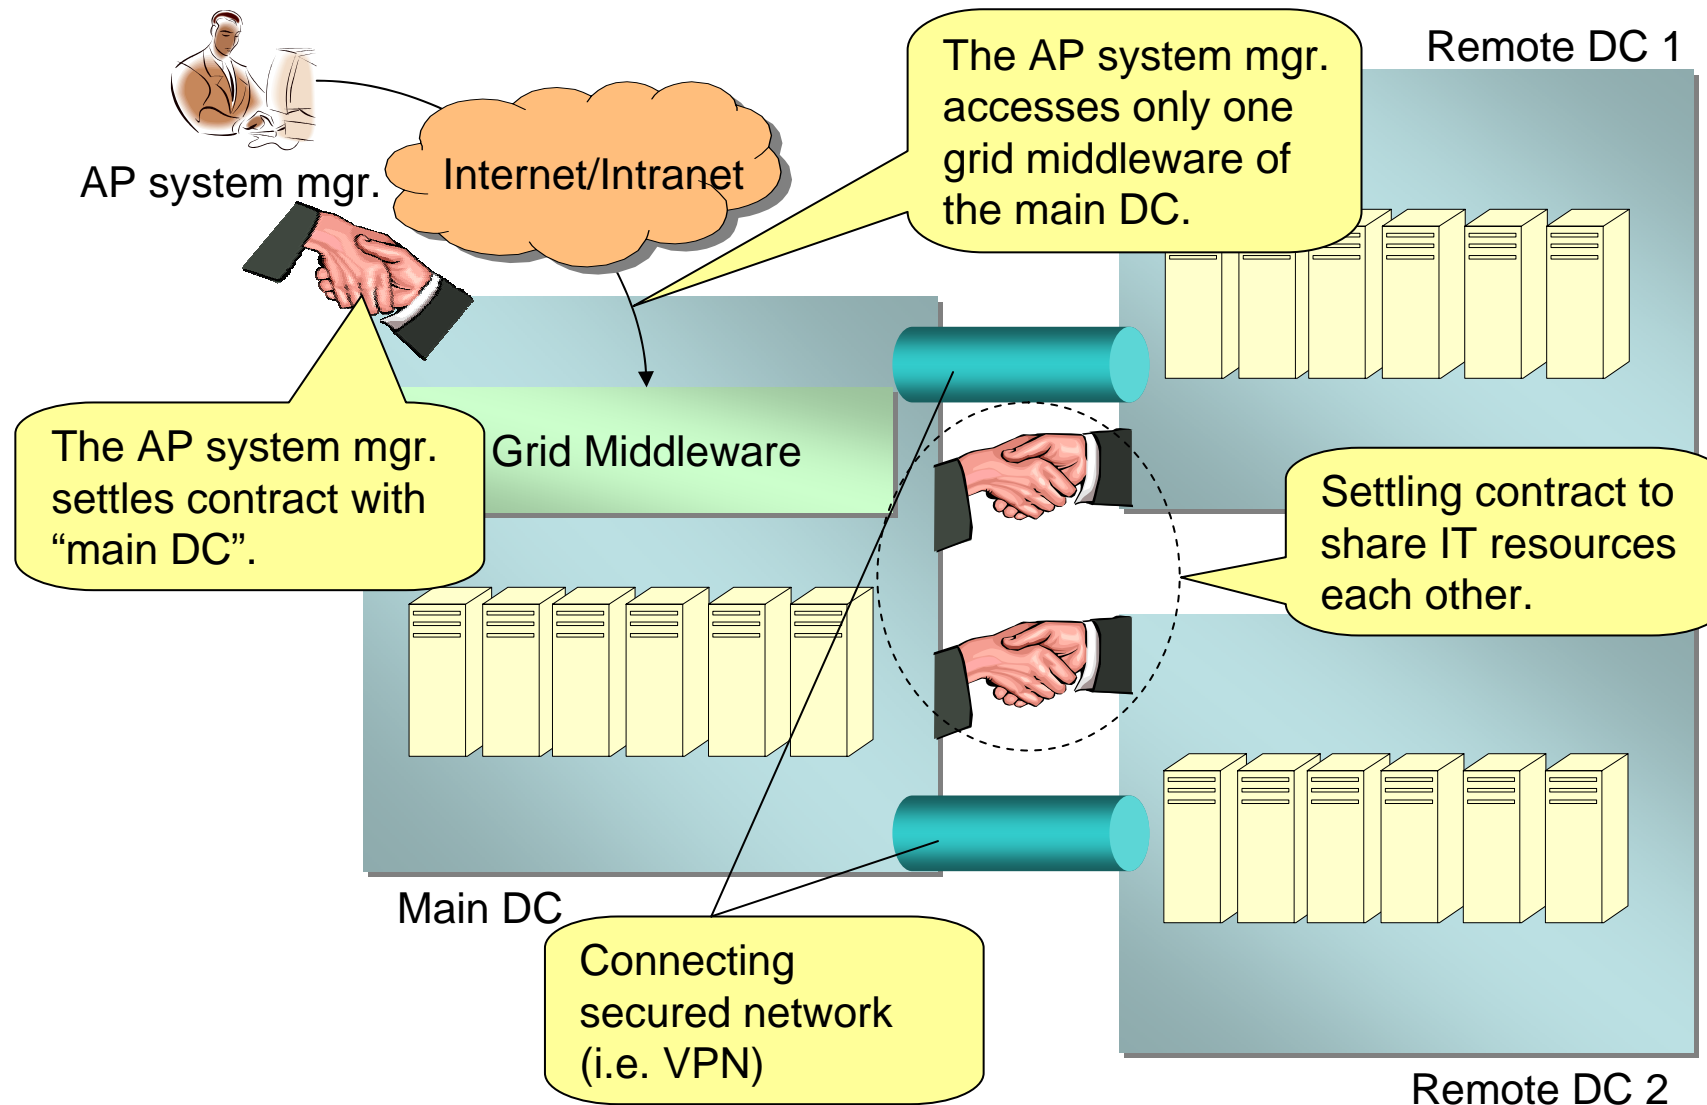 Remote DC 1
The AP system mgr.
accesses only one
grid middleware of
the main DC.
Internet/Intranet
AP system mgr.
The AP system mgr.
settles contract with
“main DC”.
Grid Middleware
Settling contract to
share IT resources
each other.
Main DC
Connecting
secured network
(i.e. VPN)
Remote DC 2